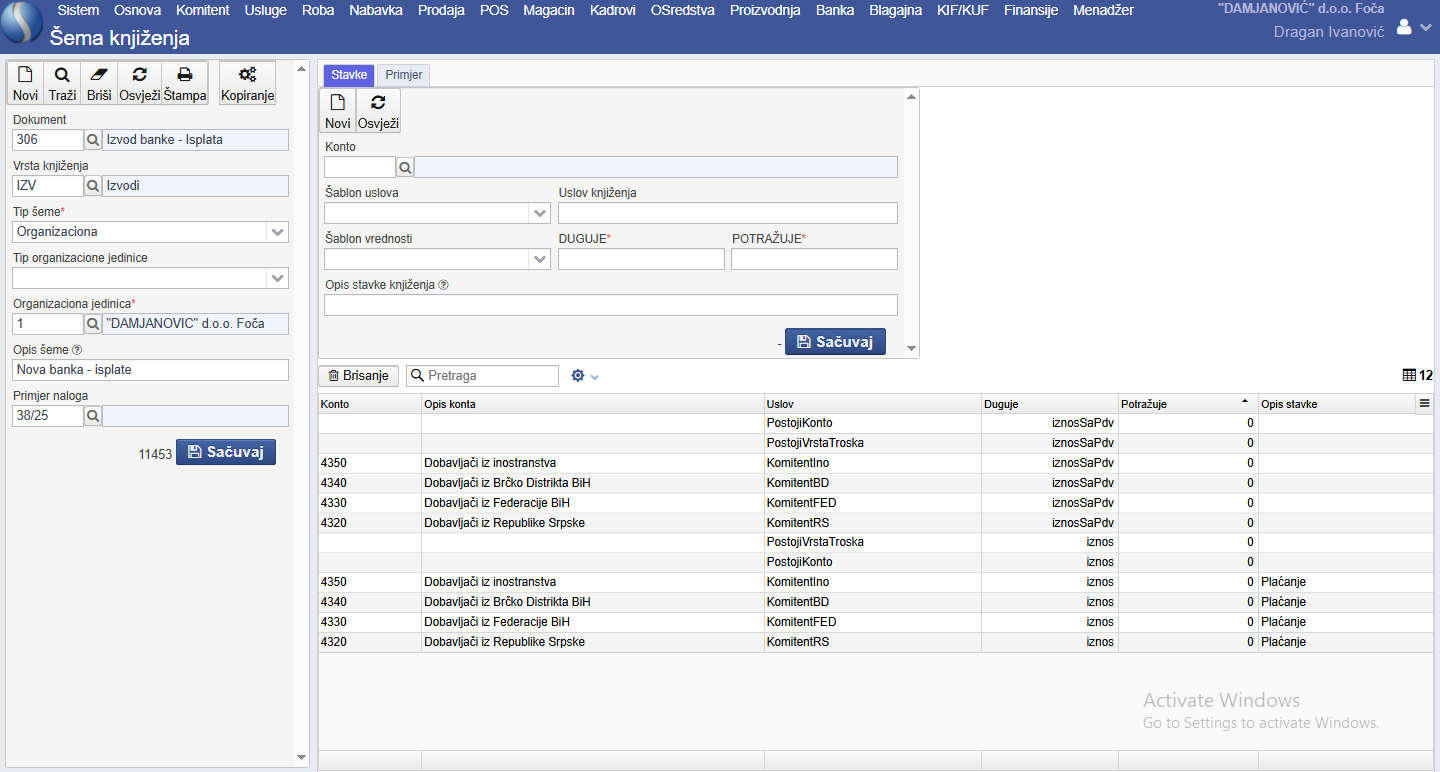 Sistem Osnova Komitent Usluge Roba Nabavka Prodaja POS Magacin Kadrovi OSredstva Proizvodnja Banka Blagajna KIF/KUF Finansije Menadžer
"DAMJANOVIĆ" d.o.o. Foča
Šema knjiženja
Dragan Ivanović
Novi Traži Briši Osvježi Štampa Kopiranje
Dokument
306 Izvod banke - Isplata
Vrsta knjiženja
IZV Izvodi
Tip šeme*
Organizaciona
Tip organizacione jedinice
Organizaciona jedinica*
1 "DAMJANOVIC" d.o.o. Foča
Opis šeme
Nova banka - isplate
Primjer naloga
38/25
11453 Sačuvaj
Stavke Primjer
Novi Osvježi
Konto
Šablon uslova Uslov knjiženja
Šablon vrednosti DUGUJE* POTRAŽUJE*
Opis stavke knjiženja
- Sačuvaj
Brisanje Pretraga 12
Konto Opis konta Uslov Duguje Potražuje Opis stavke
PostojiKonto iznosSaPdv 0
PostojiVrstaTroska iznosSaPdv 0
4350 Dobavljači iz inostranstva KomitentIno iznosSaPdv 0
4340 Dobavljači iz Brčko Distrikta BiH KomitentBD iznosSaPdv 0
4330 Dobavljači iz Federacije BiH KomitentFED iznosSaPdv 0
4320 Dobavljači iz Republike Srpske KomitentRS iznosSaPdv 0
PostojiVrstaTroska iznos 0
PostojiKonto iznos 0
4350 Dobavljači iz inostranstva KomitentIno iznos 0 Plaćanje
4340 Dobavljači iz Brčko Distrikta BiH KomitentBD iznos 0 Plaćanje
4330 Dobavljači iz Federacije BiH KomitentFED iznos 0 Plaćanje
4320 Dobavljači iz Republike Srpske KomitentRS iznos 0 Plaćanje
Activate Windows
Go to Settings to activate Windows.